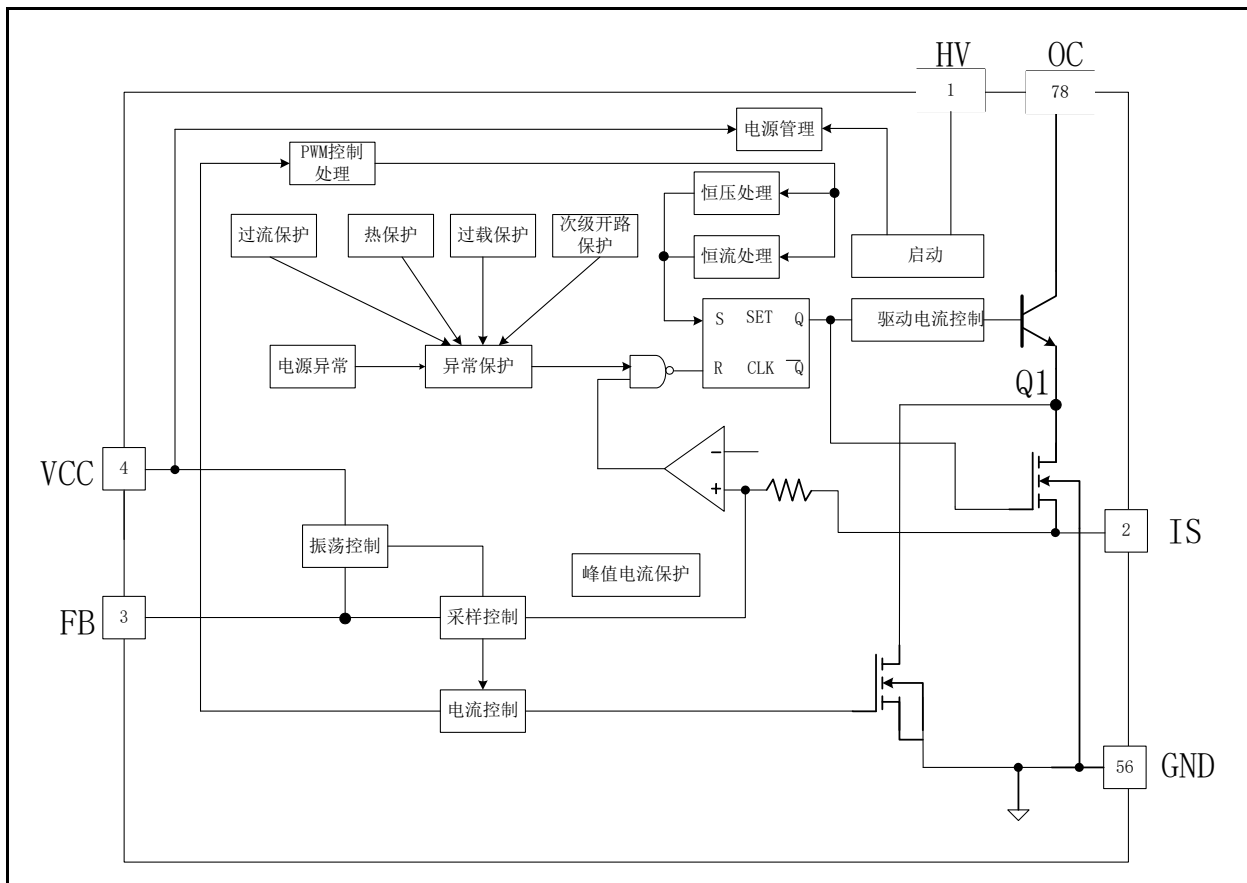 HV
OC
1
78
电源管理
PWM控制
处理
恒压处理
过流保护
热保护
过载保护
次级开路
保护
恒流处理
启动
S
SET
Q
驱动电流控制
电源异常
异常保护
R
CLK
Q
Q1
-
+
VCC
4
2
IS
振荡控制
峰值电流保护
FB
3
采样控制
电流控制
56
GND